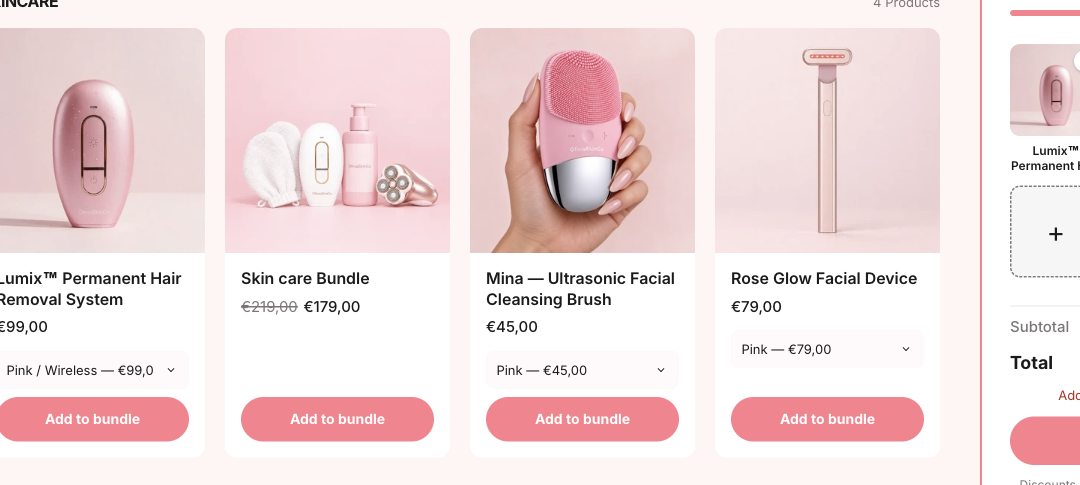 4 Products
Lumix™ Permanent Hair
Removal System
€99,00
Pink / Wireless — €99,0
Add to bundle
Skin care Bundle
€219,00 €179,00
Add to bundle
Mina — Ultrasonic Facial
Cleansing Brush
€45,00
Pink — €45,00
Add to bundle
Rose Glow Facial Device
€79,00
Pink — €79,00
Add to bundle
Lumix™
Permanent H
+
Subtotal
Total
Add
Discounts